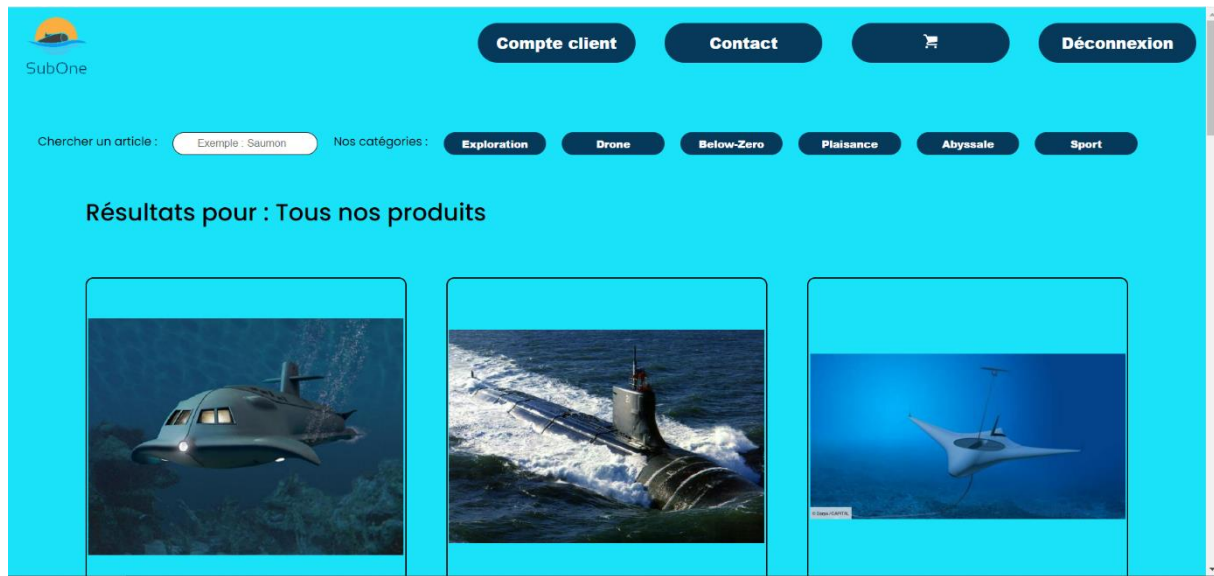 Compte client
Contact
Déconnexion
SubOne
Chercher un article :
Exemple : Saumon
Nos catégories :
Exploration
Drone
Below-Zero
Plaisance
Abyssale
Sport
Résultats pour : Tous nos produits